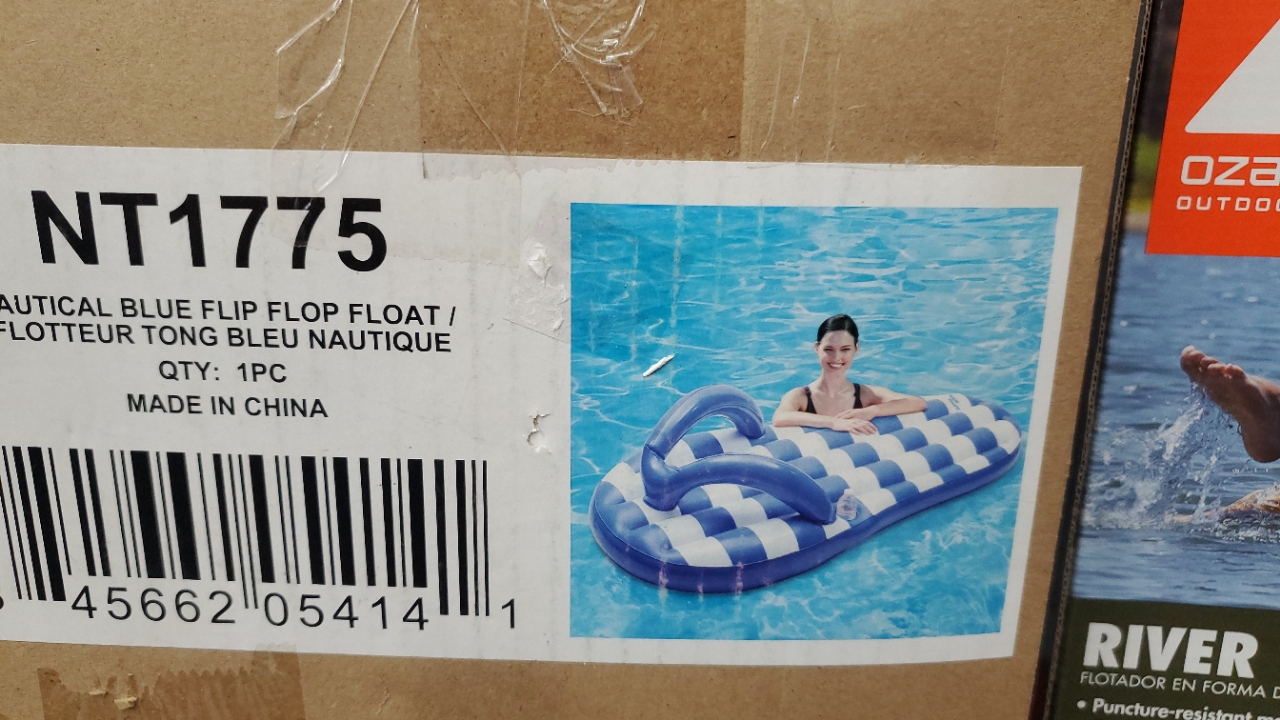 NT1775
AUTICAL BLUE FLIP FLOP FLOAT /
FLOTTEUR TONG BLEU NAUTIQUE
QTY: 1PC
MADE IN CHINA
45662 05414 1
OZA
OUTDOO
RIVER
FLOTADOR EN FORMA D
• Puncture-resistant